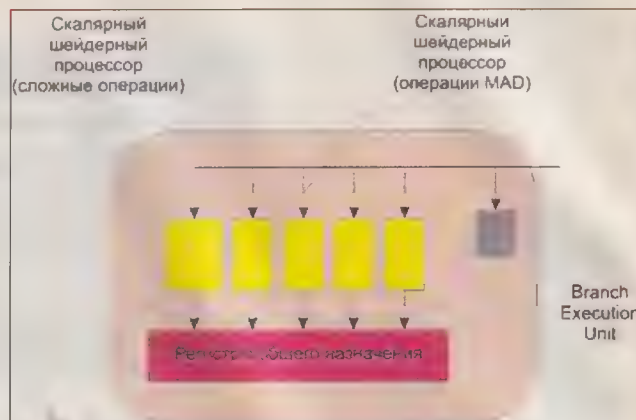 Скалярный
шейдерный
процессор
(сложные операции)
Скалярный
шейдерный
процессор
(операции MAD)
Branch
Execution
Unit
Регистры общего назначения